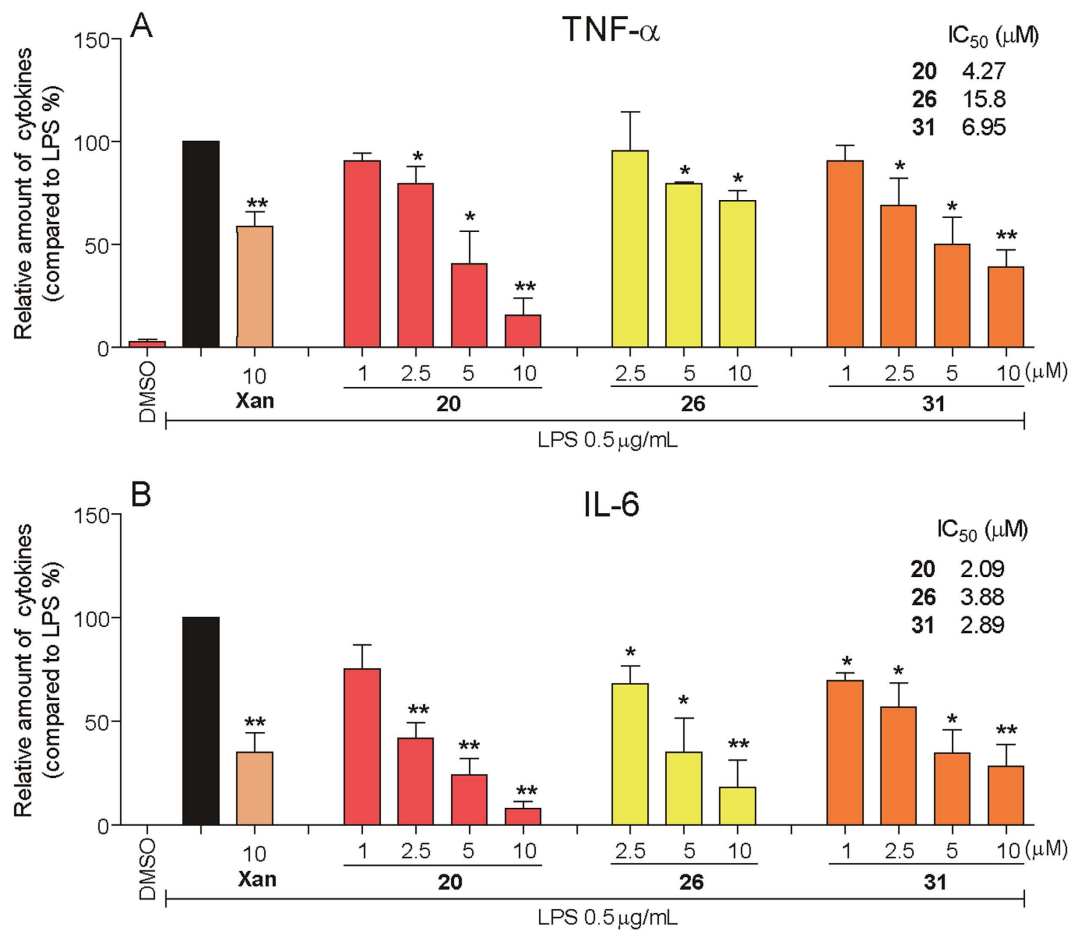 A
TNF-α
Relative amount of cytokines
(compared to LPS %)
150
100
50
0
IC50 (μM)
20 4.27
26 15.8
31 6.95
** * * ** * * * * **
DMSO
10 1 2.5 5 10 2.5 5 10 1 2.5 5 10 (μM)
Xan 20 26 31
LPS 0.5 μg/mL
B
IL-6
Relative amount of cytokines
(compared to LPS %)
150
100
50
0
IC50 (μM)
20 2.09
26 3.88
31 2.89
** ** ** ** * * ** * * * **
DMSO
10 1 2.5 5 10 2.5 5 10 1 2.5 5 10 (μM)
Xan 20 26 31
LPS 0.5 μg/mL